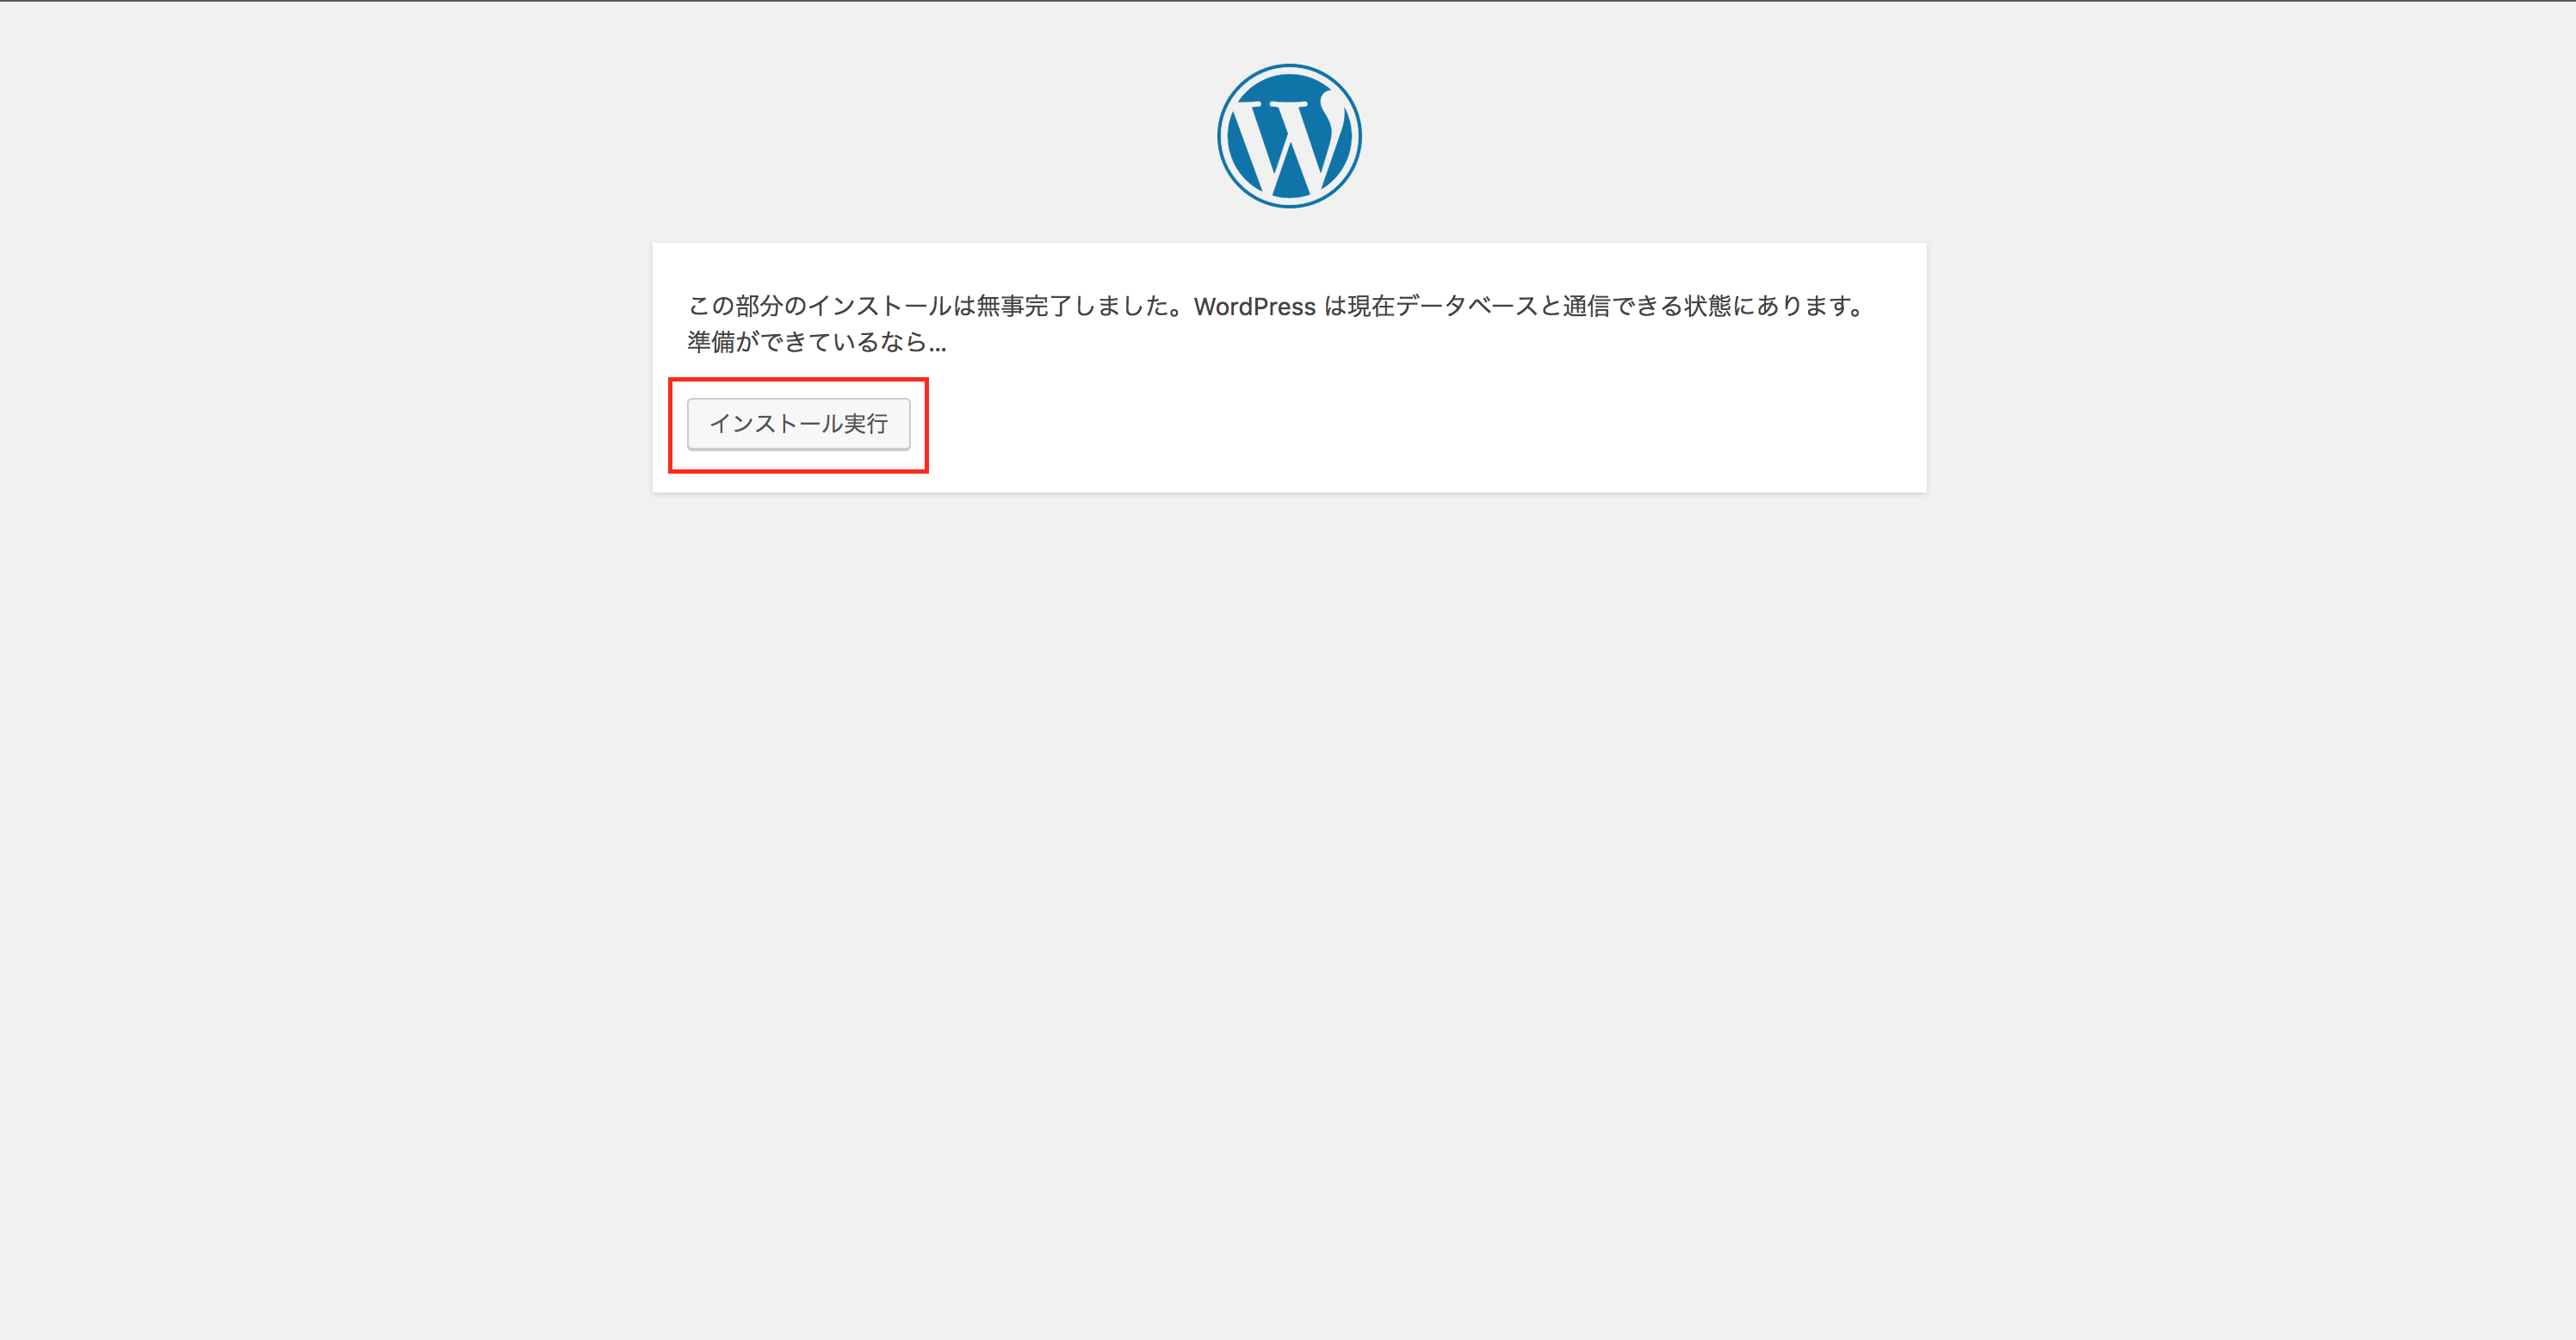 この部分のインストールは無事完了しました。WordPress は現在データベースと通信できる状態にあります。
準備ができているなら…
インストール実行